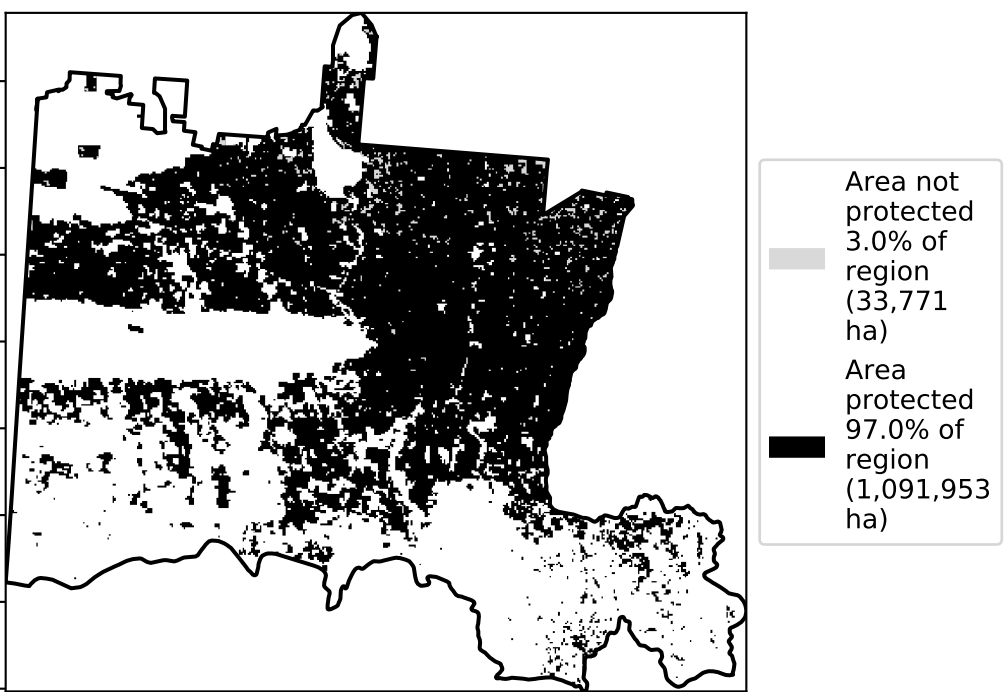 Area not
protected
3.0% of
region
(33,771
ha)
Area
protected
97.0% of
region
(1,091,953
ha)